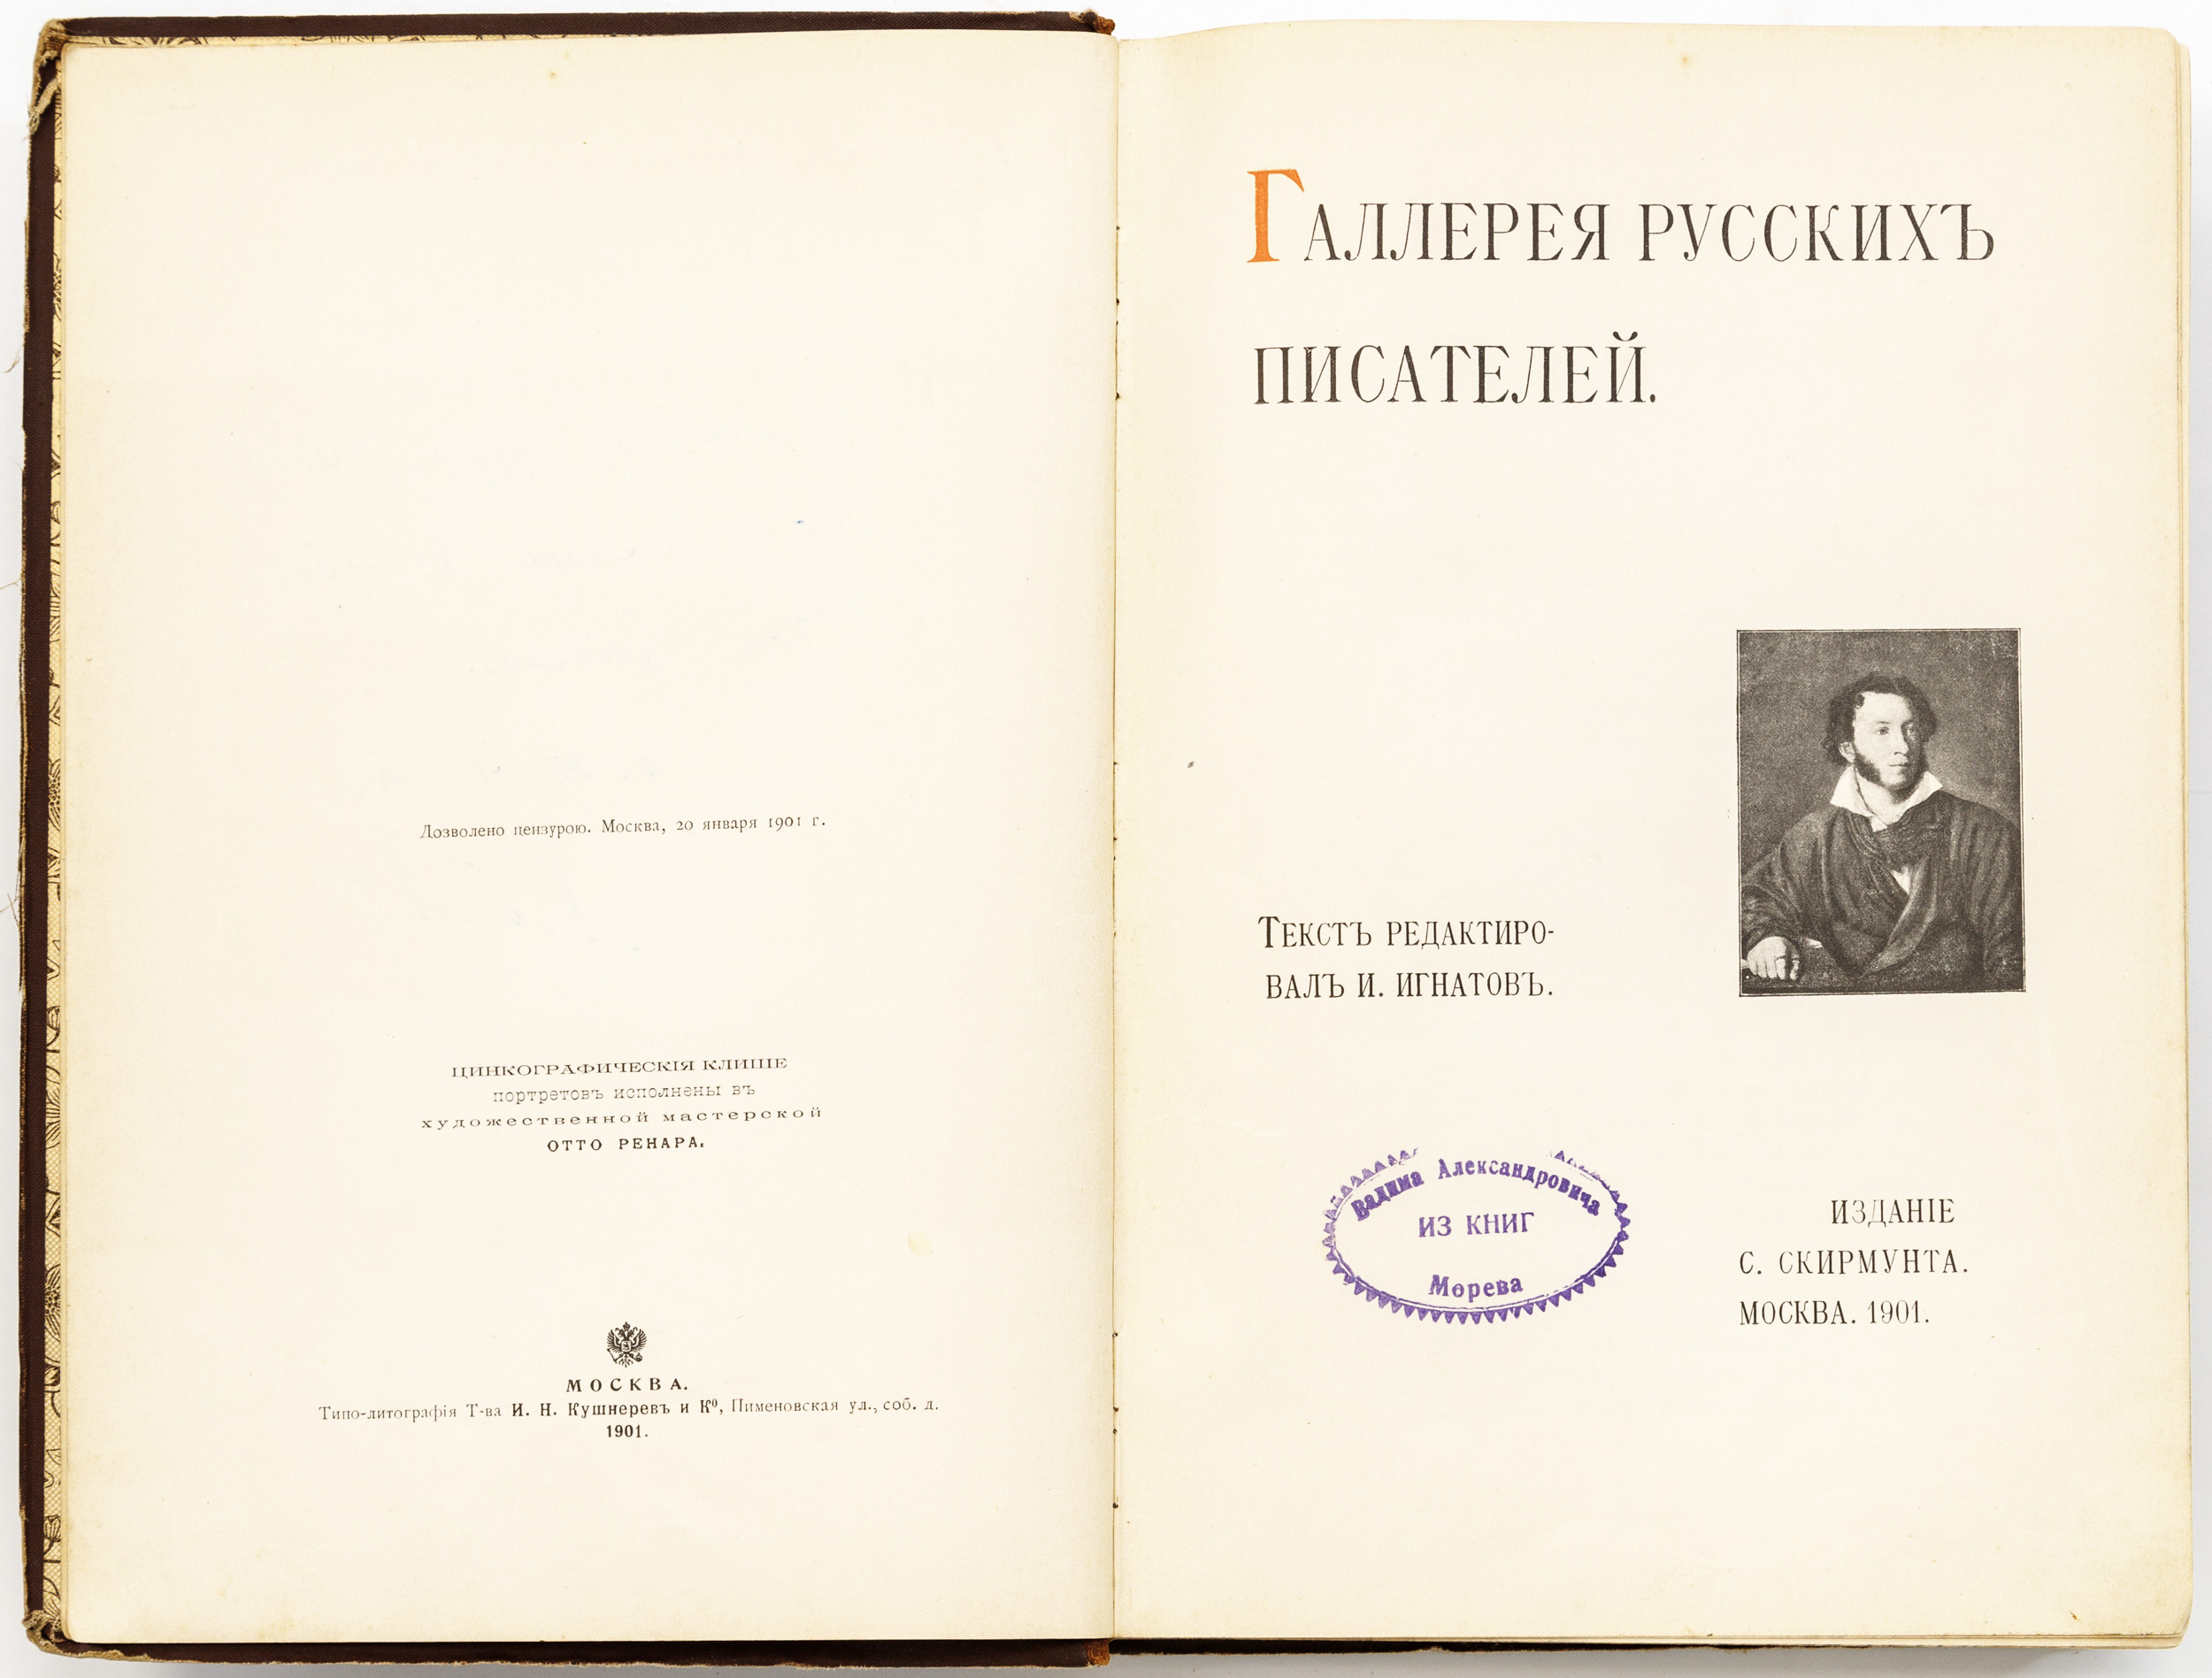 Дозволено цензурою. Москва, 20 января 1901 г.
ЦИНКОГРАФИЧЕСКІЯ КЛИШЕ
портретовъ исполнены въ
художественной мастерской
ОТТО РЕНАРА.
МОСКВА.
Типо-литографія Т-ва И. Н. Кушнеревъ и Кº, Пименовская ул., соб. д.
1901.
ГАЛЛЕРЕЯ РУССКИХЪ
ПИСАТЕЛЕЙ.
ТЕКСТЪ РЕДАКТИРО-
ВАЛЪ И. ИГНАТОВЪ.
Вадима Александровича
ИЗ КНИГ
Морева
ИЗДАНІЕ
С. СКИРМУНТА.
МОСКВА. 1901.